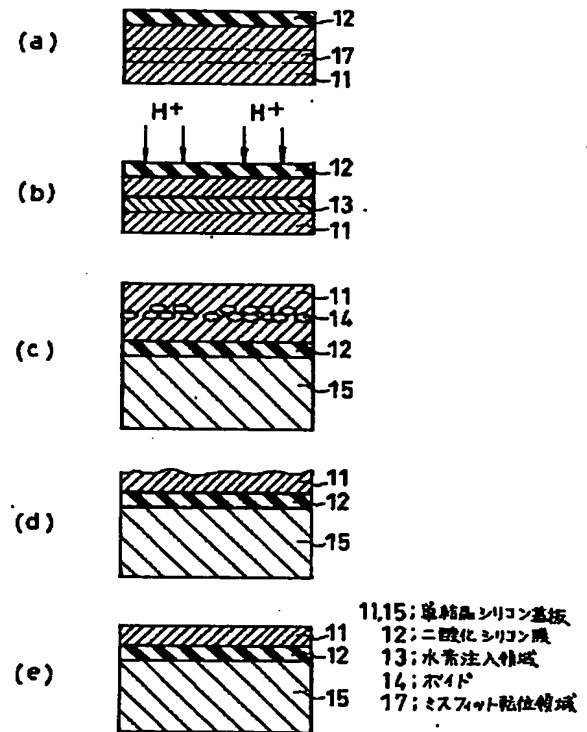 (a)
12
17
11
H+ H+
(b)
12
13
11
(c)
11
14
12
15
(d)
11
12
15
(e)
11
12
15
11,15; 単結晶シリコン基板
12; 二酸化シリコン膜
13; 水素注入領域
14; ボイド
17; ミスフィット転位領域